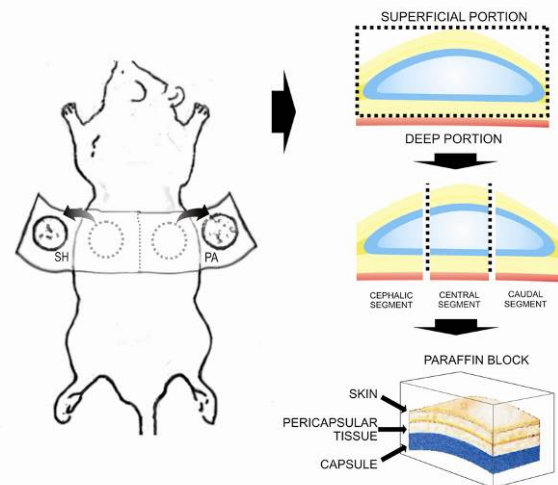 SUPERFICIAL PORTION
DEEP PORTION
SH
PA
CEPHALIC SEGMENT
CENTRAL SEGMENT
CAUDAL SEGMENT
PARAFFIN BLOCK
SKIN
PERICAPSULAR
TISSUE
CAPSULE